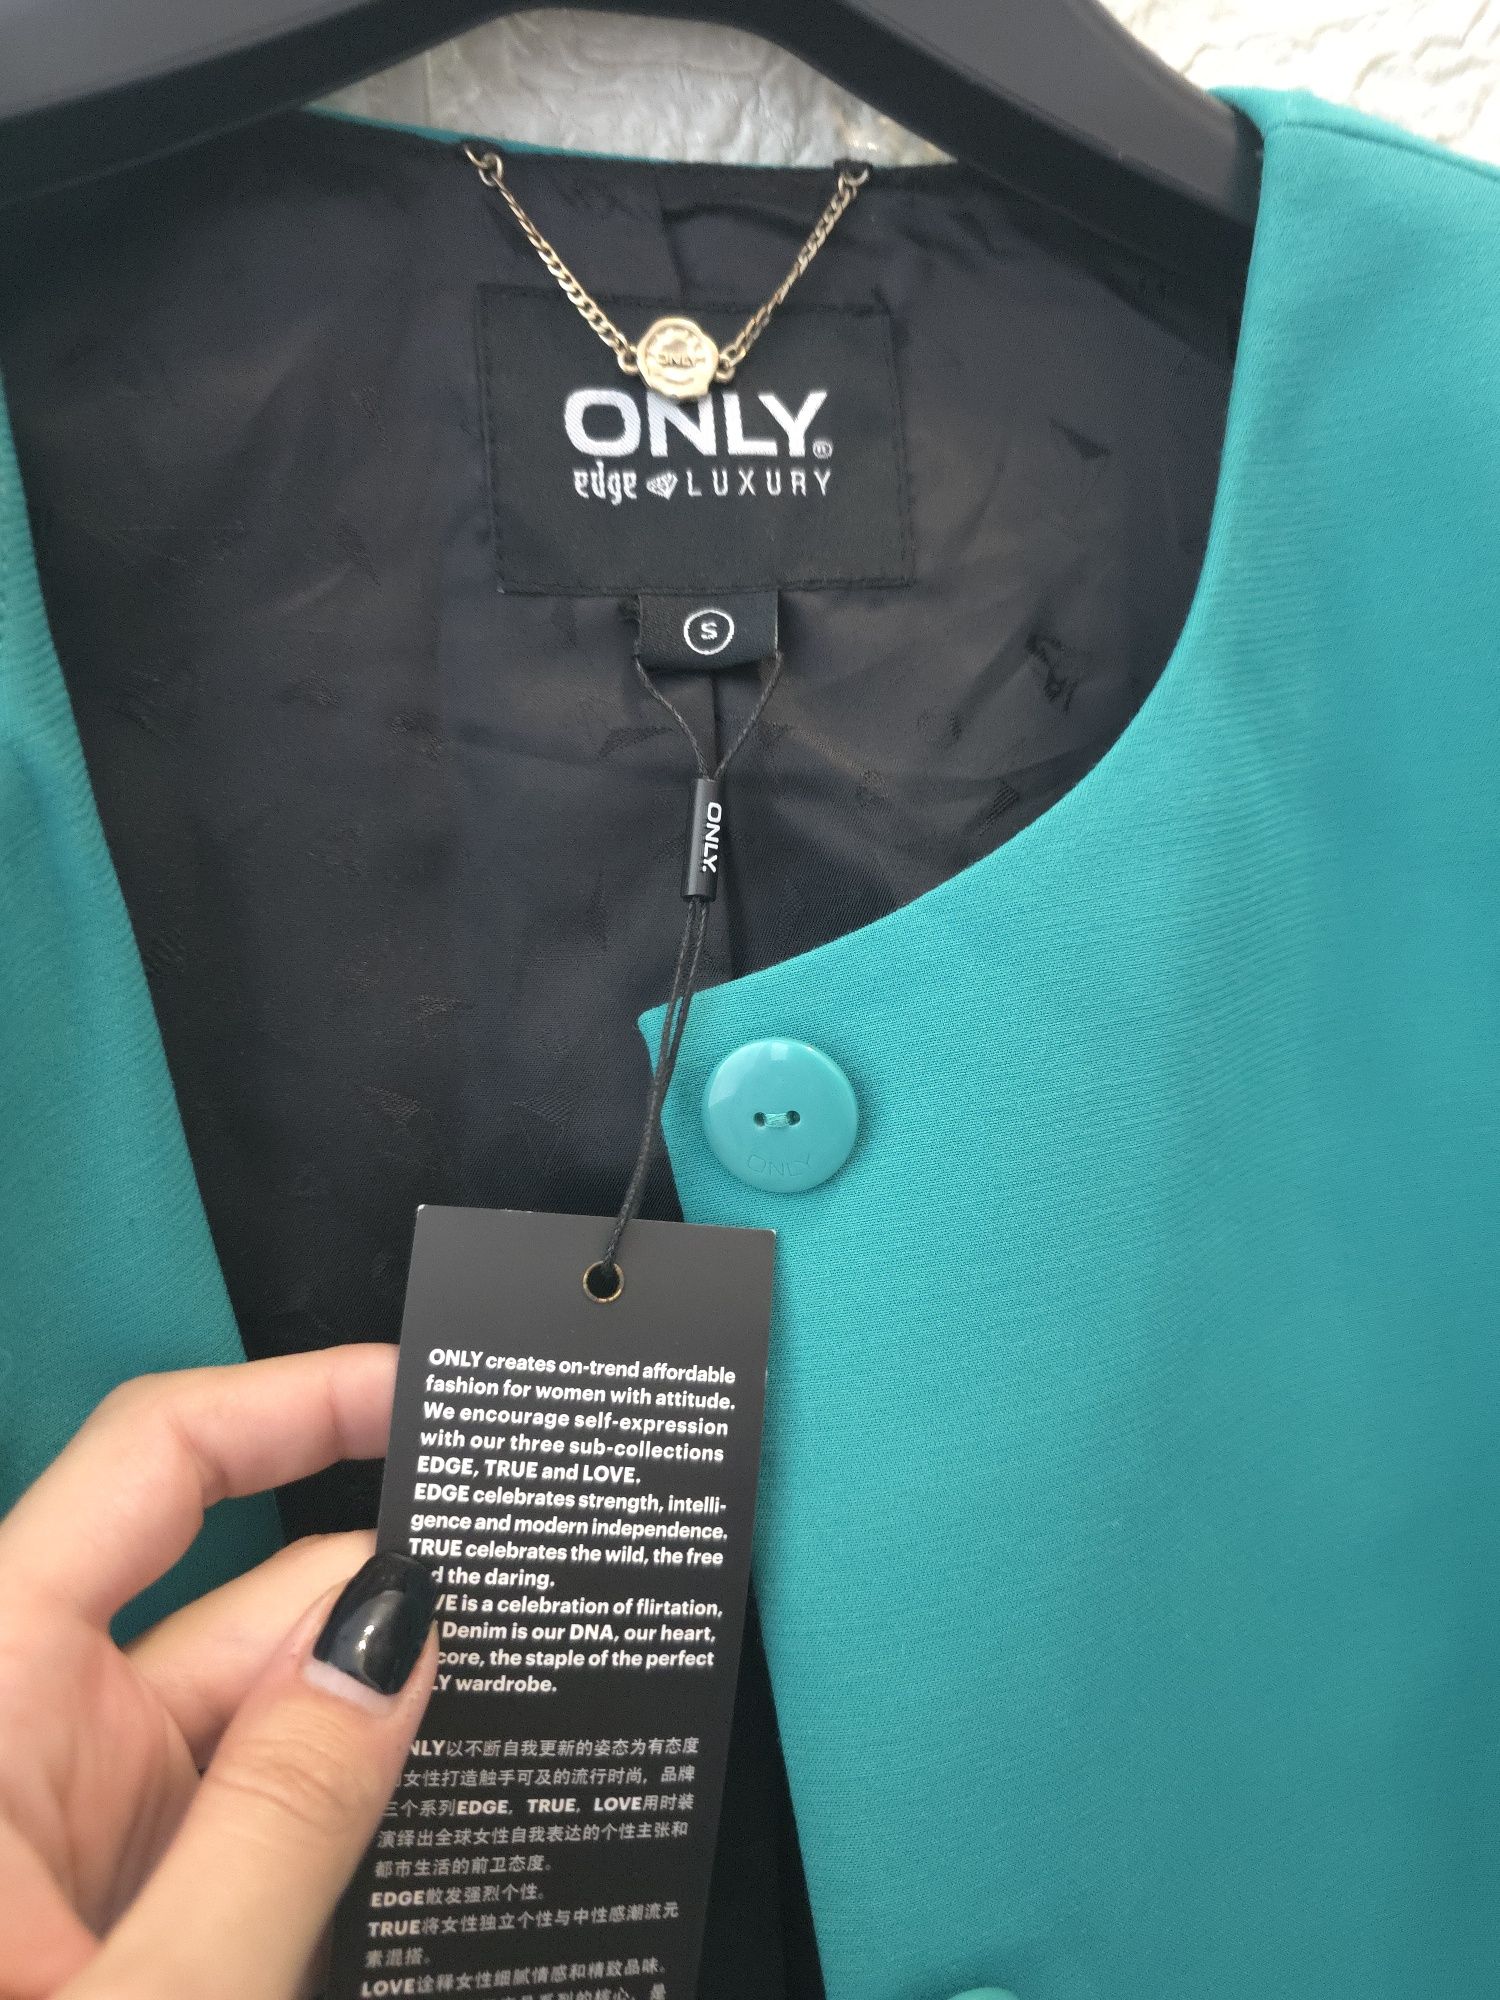 ONLY
ONLY®
edge LUXURY
S
ONLY.
ONLY
ONLY creates on-trend affordable
fashion for women with attitude.
We encourage self-expression
with our three sub-collections
EDGE, TRUE and LOVE.
EDGE celebrates strength, intelli-
gence and modern independence.
TRUE celebrates the wild, the free
the daring.
is a celebration of flirtation,
Denim is our DNA, our heart,
core, the staple of the perfect
wardrobe.
以不断自我更新的姿态为有态度
女性打造触手可及的流行时尚，品牌
三个系列EDGE，TRUE，LOVE用时装
演绎出全球女性自我表达的个性主张和
都市生活的前卫态度。
EDGE散发强烈个性。
TRUE将女性独立个性与中性感潮流元
素混搭。
LOVE诠释女性细腻情感和精致品味。